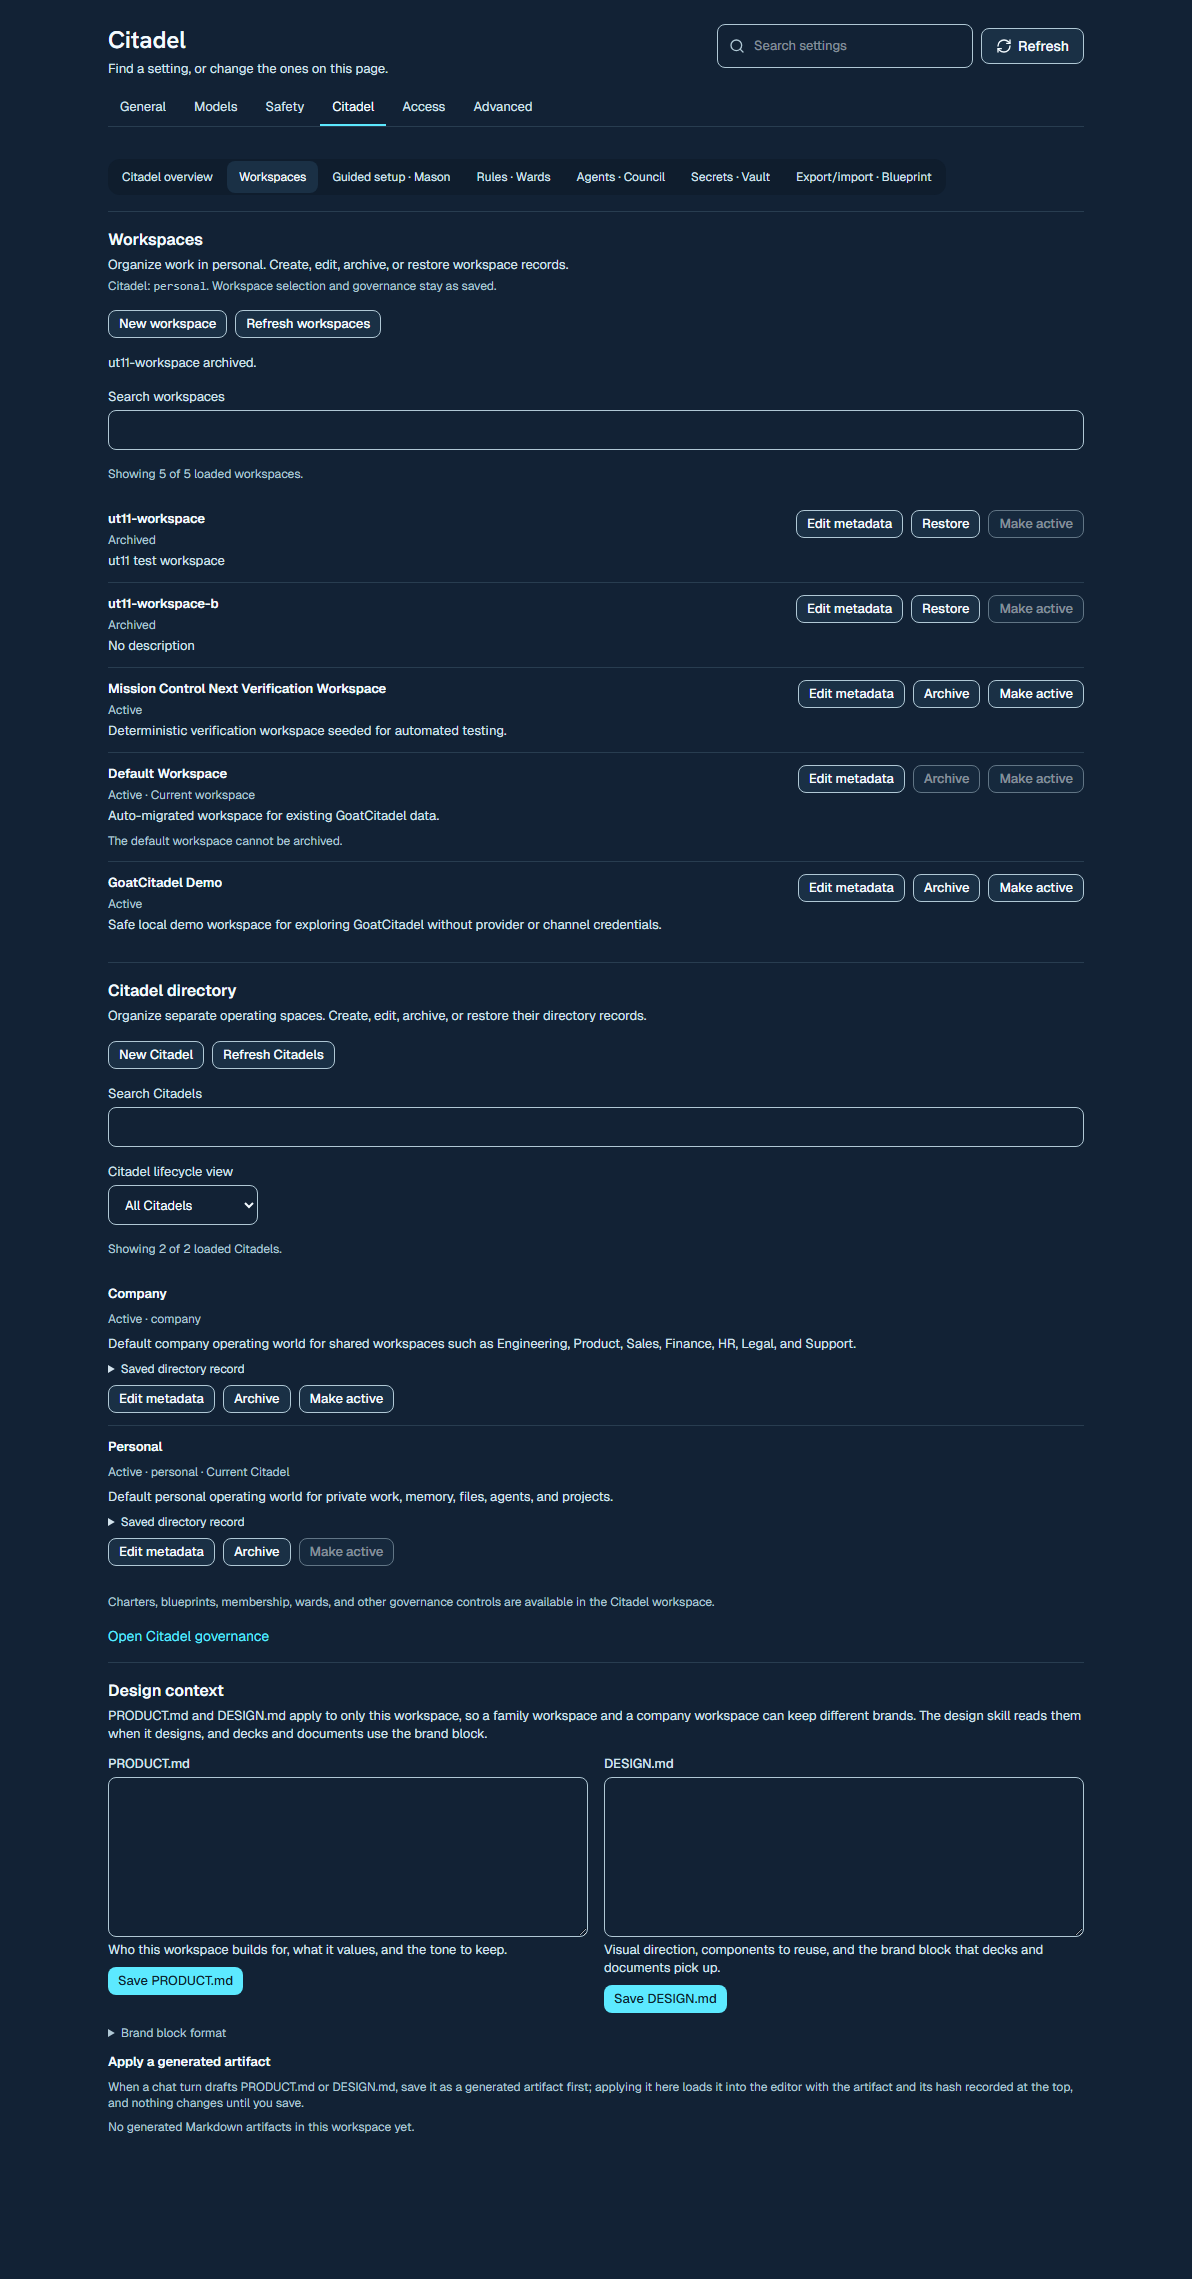 Citadel
Find a setting, or change the ones on this page.
Search settings
Refresh
General
Models
Safety
Citadel
Access
Advanced
Citadel overview
Workspaces
Guided setup · Mason
Rules · Wards
Agents · Council
Secrets · Vault
Export/import · Blueprint
Workspaces
Organize work in personal. Create, edit, archive, or restore workspace records.
Citadel: personal. Workspace selection and governance stay as saved.
New workspace
Refresh workspaces
ut11-workspace archived.
Search workspaces
Showing 5 of 5 loaded workspaces.
ut11-workspace
Archived
ut11 test workspace
Edit metadata
Restore
Make active
ut11-workspace-b
Archived
No description
Edit metadata
Restore
Make active
Mission Control Next Verification Workspace
Active
Deterministic verification workspace seeded for automated testing.
Edit metadata
Archive
Make active
Default Workspace
Active · Current workspace
Auto-migrated workspace for existing GoatCitadel data.
The default workspace cannot be archived.
Edit metadata
Archive
Make active
GoatCitadel Demo
Active
Safe local demo workspace for exploring GoatCitadel without provider or channel credentials.
Edit metadata
Archive
Make active
Citadel directory
Organize separate operating spaces. Create, edit, archive, or restore their directory records.
New Citadel
Refresh Citadels
Search Citadels
Citadel lifecycle view
All Citadels
Showing 2 of 2 loaded Citadels.
Company
Active · company
Default company operating world for shared workspaces such as Engineering, Product, Sales, Finance, HR, Legal, and Support.
Saved directory record
Edit metadata
Archive
Make active
Personal
Active · personal · Current Citadel
Default personal operating world for private work, memory, files, agents, and projects.
Saved directory record
Edit metadata
Archive
Make active
Charters, blueprints, membership, wards, and other governance controls are available in the Citadel workspace.
Open Citadel governance
Design context
PRODUCT.md and DESIGN.md apply to only this workspace, so a family workspace and a company workspace can keep different brands. The design skill reads them
when it designs, and decks and documents use the brand block.
PRODUCT.md
Who this workspace builds for, what it values, and the tone to keep.
Save PRODUCT.md
DESIGN.md
Visual direction, components to reuse, and the brand block that decks and
documents pick up.
Save DESIGN.md
Brand block format
Apply a generated artifact
When a chat turn drafts PRODUCT.md or DESIGN.md, save it as a generated artifact first; applying it here loads it into the editor with the artifact and its hash recorded at the top,
and nothing changes until you save.
No generated Markdown artifacts in this workspace yet.